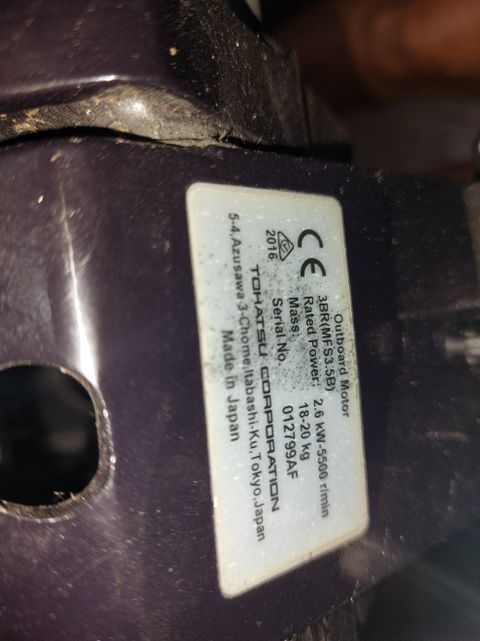 Outboard Motor
3BR(MFS3.5B)
Rated Power: 2.6 kW-5500 r/min
Mass: 18-20 kg
Serial No. 012799AF
CE
2016
TOHATSU CORPORATION
5-4,Azusawa-3-Chome,Itabashi-Ku,Tokyo,Japan
Made in Japan